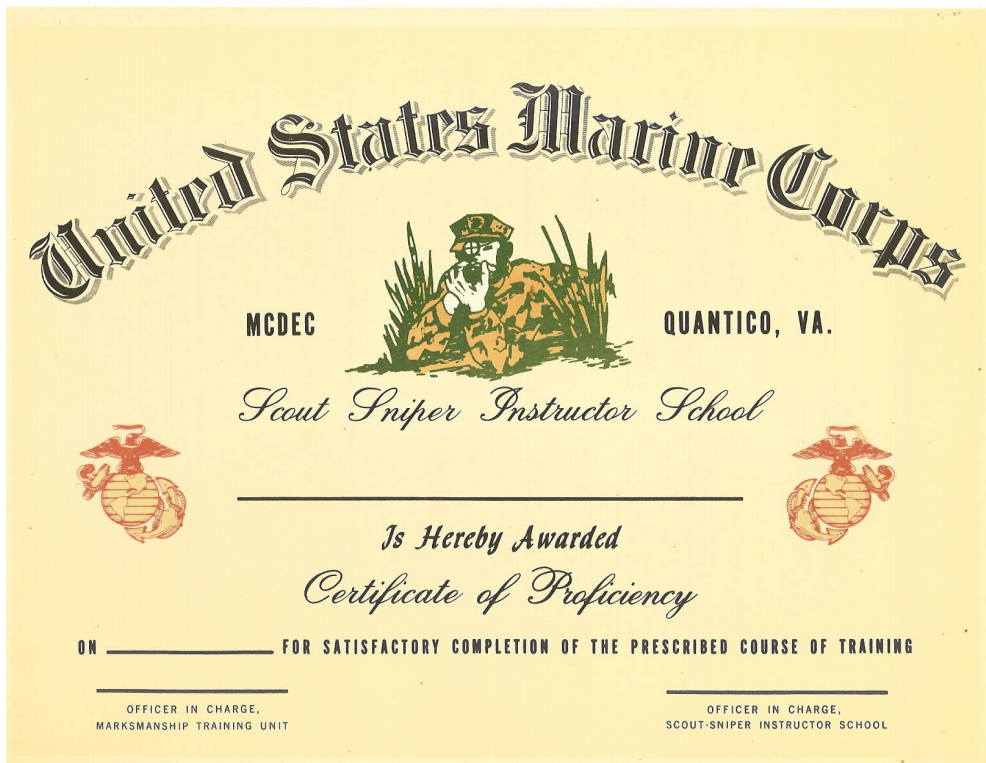 United States Marine Corps
MCDEC QUANTICO, VA.
Scout Sniper Instructor School
Is Hereby Awarded
Certificate of Proficiency
ON FOR SATISFACTORY COMPLETION OF THE PRESCRIBED COURSE OF TRAINING
OFFICER IN CHARGE,
MARKSMANSHIP TRAINING UNIT
OFFICER IN CHARGE,
SCOUT-SNIPER INSTRUCTOR SCHOOL